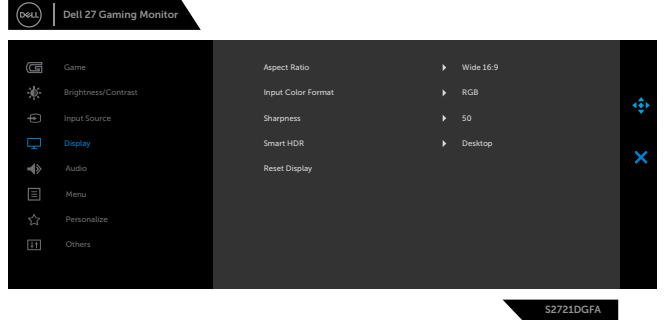 DELL
Dell 27 Gaming Monitor
Game
Aspect Ratio Wide 16:9
Brightness/Contrast Input Color Format RGB
Input Source Sharpness 50
Display Smart HDR Desktop
Audio Reset Display
Menu
Personalize
Others
S2721DGFA